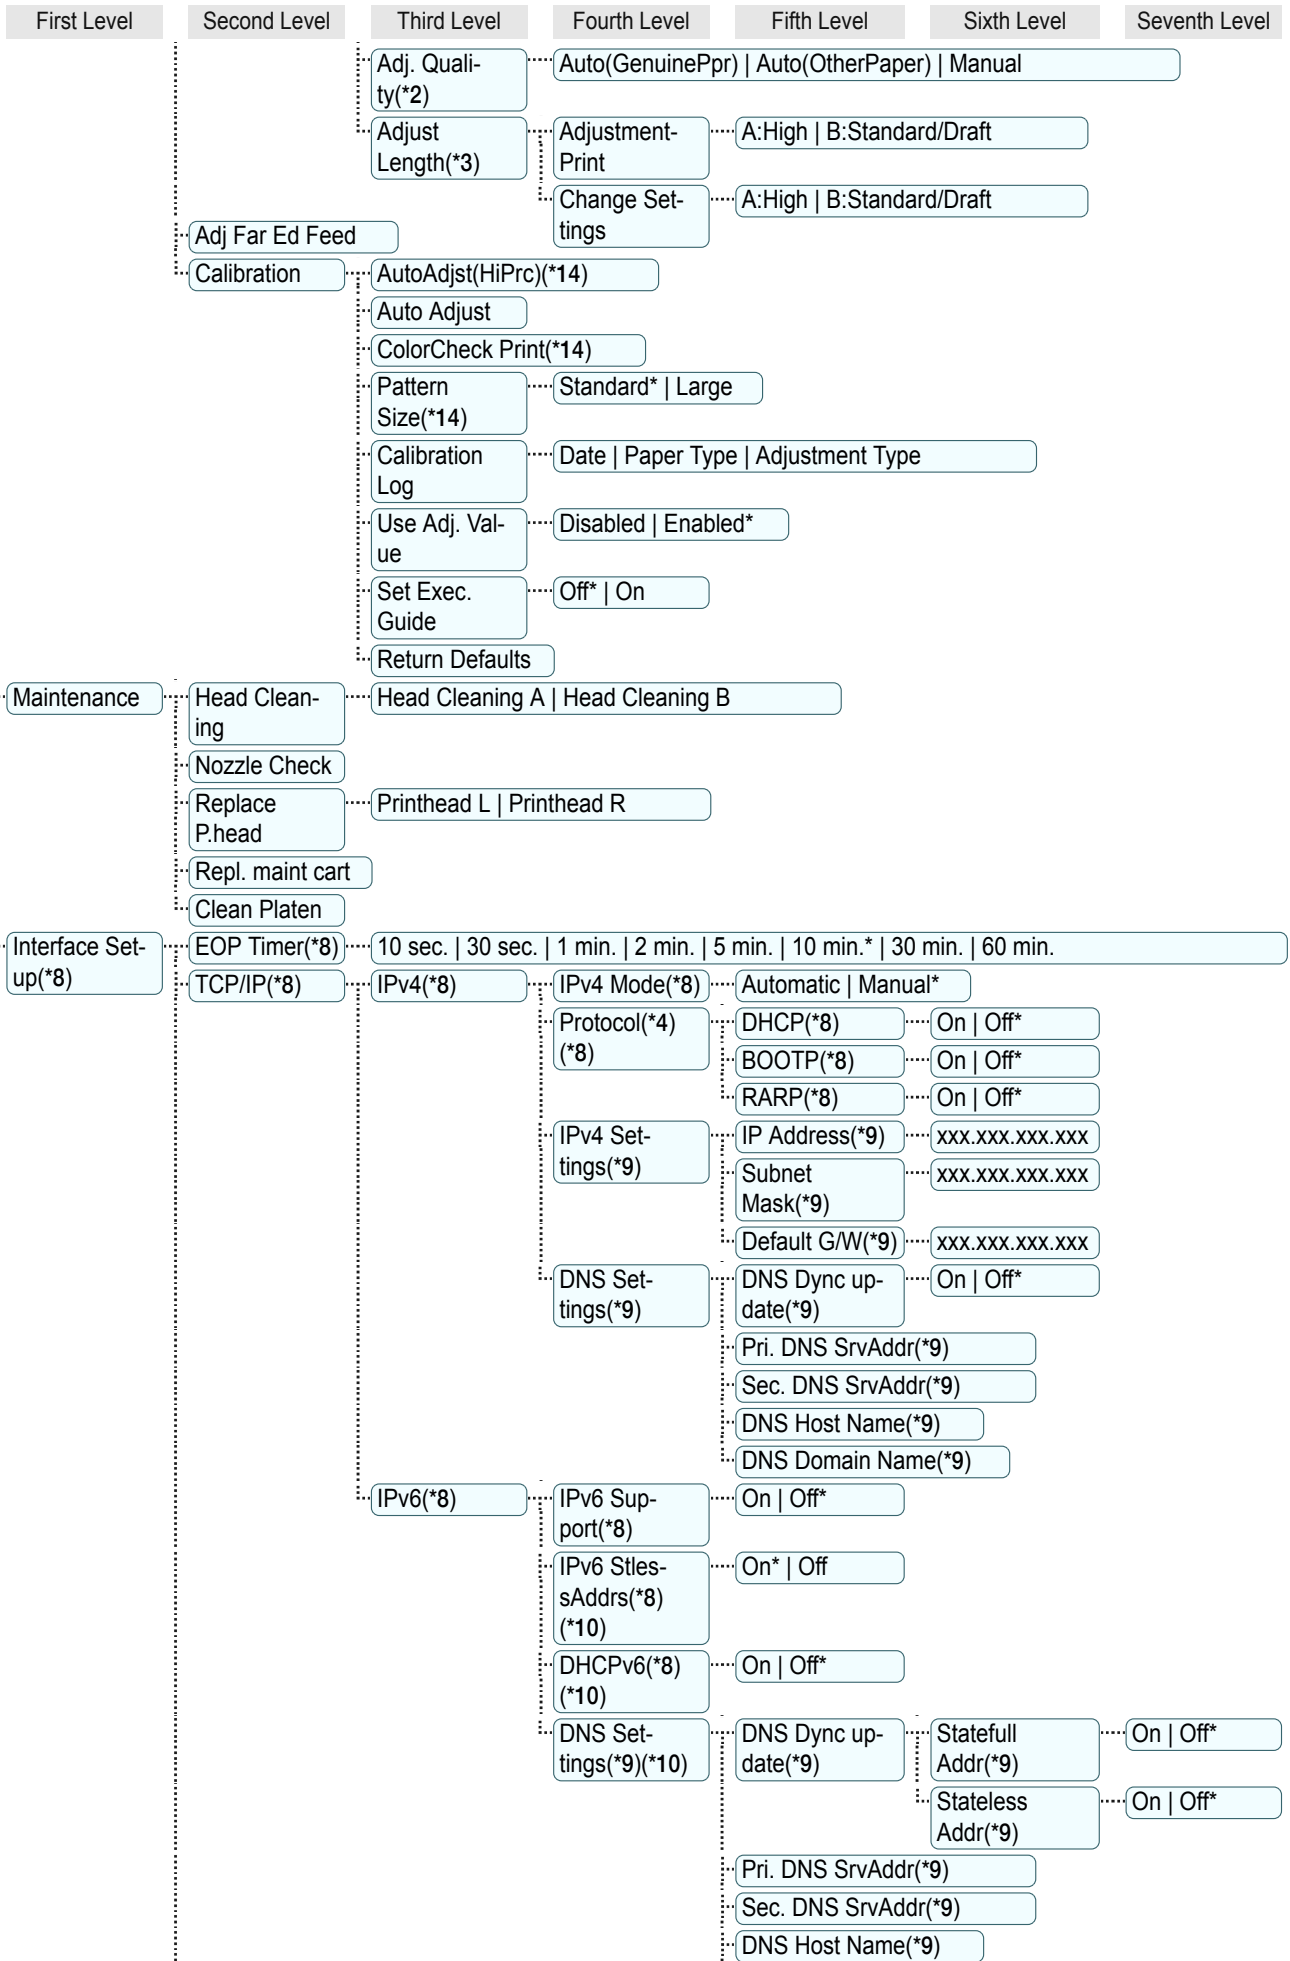 First Level Second Level Third Level Fourth Level Fifth Level Sixth Level Seventh Level
Adj. Quali-
ty(*2)
Auto(GenuinePpr) | Auto(OtherPaper) | Manual
Adjust
Length(*3)
Adjustment-
Print
A:High | B:Standard/Draft
Change Set-
tings
A:High | B:Standard/Draft
Adj Far Ed Feed
Calibration
AutoAdjst(HiPrc)(*14)
Auto Adjust
ColorCheck Print(*14)
Pattern
Size(*14)
Standard* | Large
Calibration
Log
Date | Paper Type | Adjustment Type
Use Adj. Val-
ue
Disabled | Enabled*
Set Exec.
Guide
Off* | On
Return Defaults
Maintenance
Head Clean-
ing
Head Cleaning A | Head Cleaning B
Nozzle Check
Replace
P.head
Printhead L | Printhead R
Repl. maint cart
Clean Platen
Interface Set-
up(*8)
EOP Timer(*8)
10 sec. | 30 sec. | 1 min. | 2 min. | 5 min. | 10 min.* | 30 min. | 60 min.
TCP/IP(*8)
IPv4(*8)
IPv4 Mode(*8)
Automatic | Manual*
Protocol(*4)
(*8)
DHCP(*8)
On | Off*
BOOTP(*8)
On | Off*
RARP(*8)
On | Off*
IPv4 Set-
tings(*9)
IP Address(*9)
xxx.xxx.xxx.xxx
Subnet
Mask(*9)
xxx.xxx.xxx.xxx
Default G/W(*9)
xxx.xxx.xxx.xxx
DNS Set-
tings(*9)
DNS Dync up-
date(*9)
On | Off*
Pri. DNS SrvAddr(*9)
Sec. DNS SrvAddr(*9)
DNS Host Name(*9)
DNS Domain Name(*9)
IPv6(*8)
IPv6 Sup-
port(*8)
On | Off*
IPv6 Stles-
sAddrs(*8)
(*10)
On* | Off
DHCPv6(*8)
(*10)
On | Off*
DNS Set-
tings(*9)(*10)
DNS Dync up-
date(*9)
Statefull
Addr(*9)
On | Off*
Stateless
Addr(*9)
On | Off*
Pri. DNS SrvAddr(*9)
Sec. DNS SrvAddr(*9)
DNS Host Name(*9)